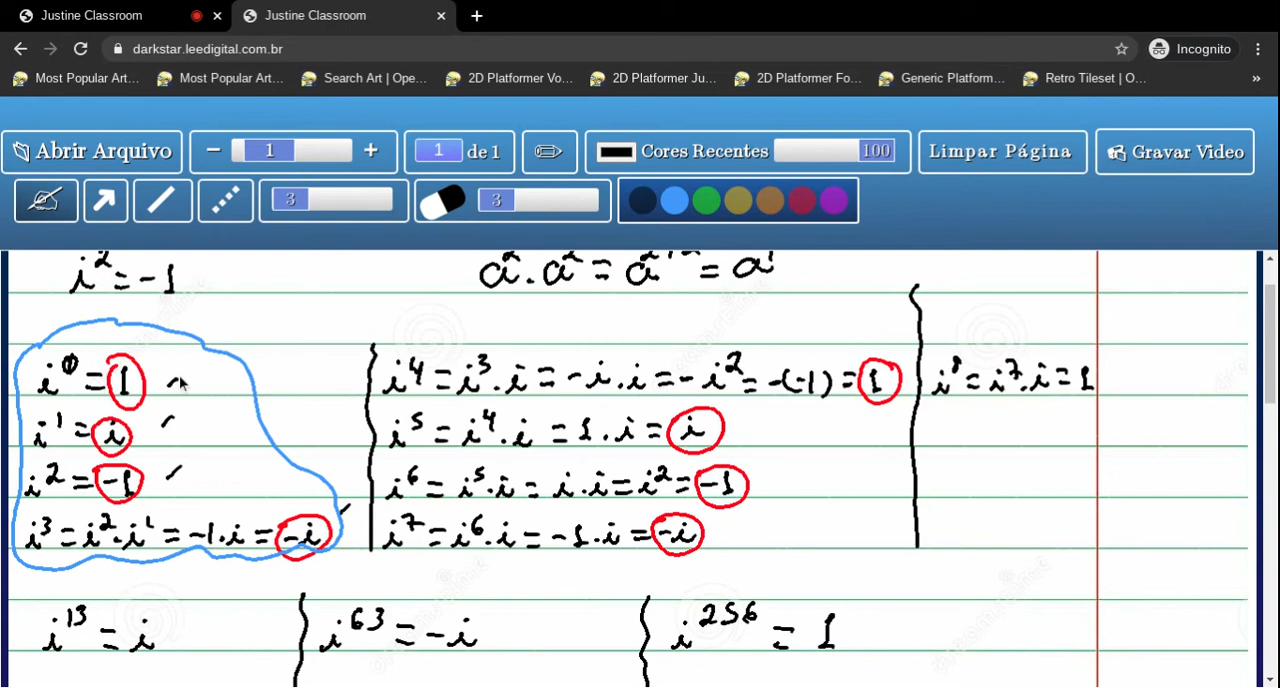 Justine Classroom
Justine Classroom
darkstar.leedigital.com.br
Incognito
Most Popular Art...
Most Popular Art...
Search Art | Ope...
2D Platformer Vo...
2D Platformer Ju...
2D Platformer Fo...
Generic Platform...
Retro Tileset | O...
»
Abrir Arquivo
− 1 +
1 de 1
Cores Recentes 100
Limpar Página
Gravar Video
3
3
i² = -1
i⁰ = 1
i¹ = i
i² = -1
i³ = i²·i¹ = -1·i = -i
i⁴ = i³·i = -i·i = -i² = -(-1) = 1
i⁵ = i⁴·i = 1·i = i
i⁶ = i⁵·i = i·i = i² = -1
i⁷ = i⁶·i = -1·i = -i
i⁸ = i⁷·i = 1
i¹³ = i
i⁶³ = -i
i²⁵⁶ = 1